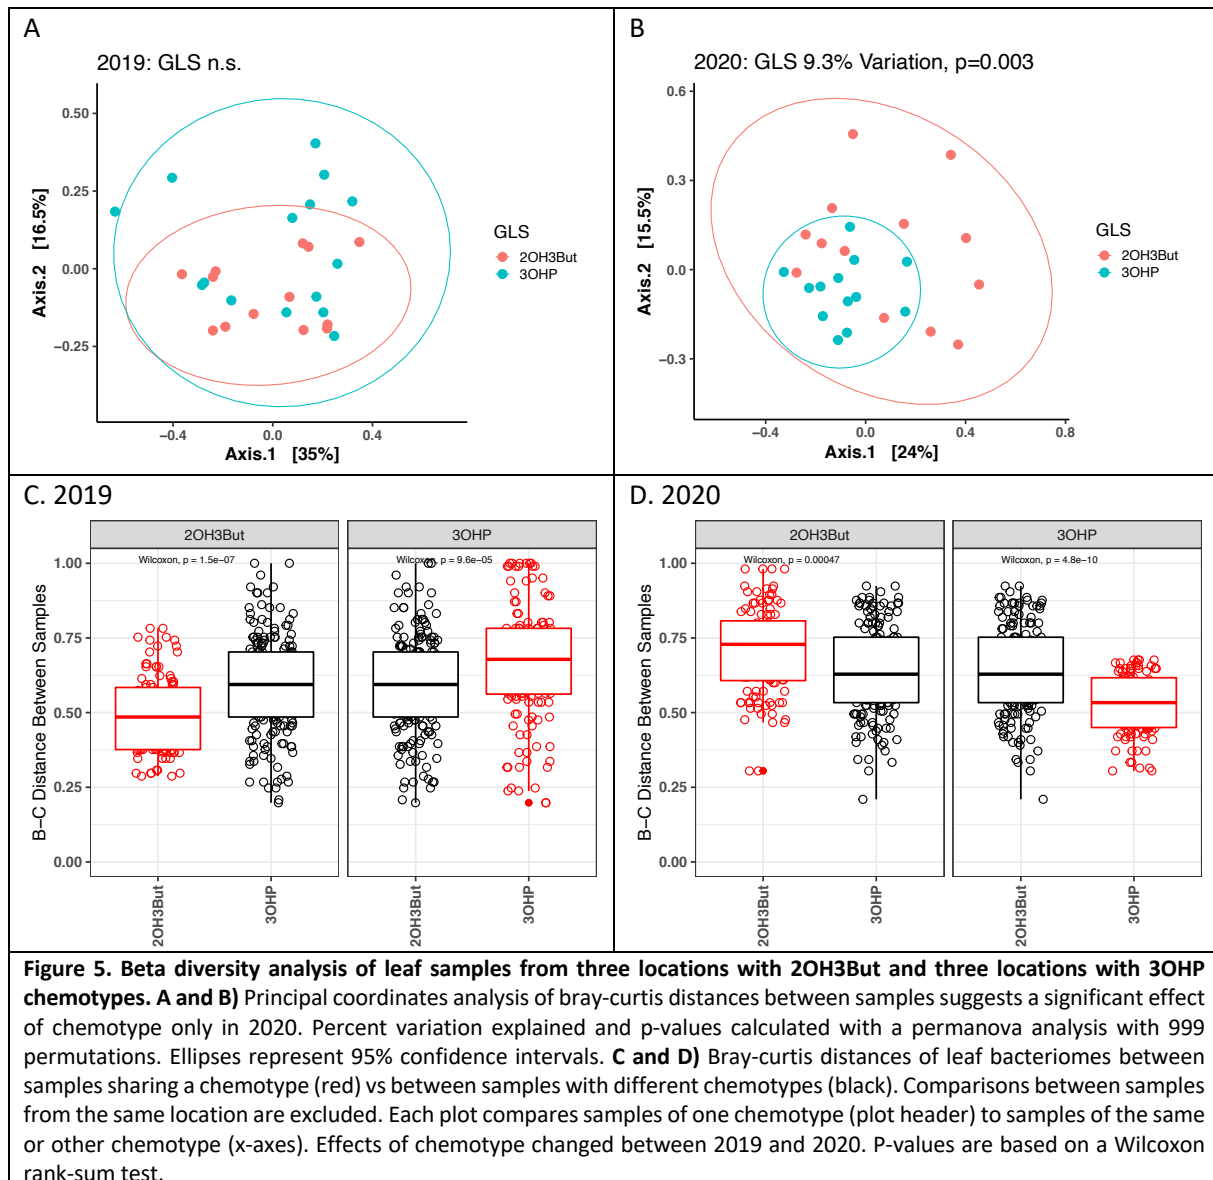 A
2019: GLS n.s.
0.50
0.25
0.00
−0.25
Axis.2 [16.5%]
−0.4 0.0 0.4
Axis.1 [35%]
GLS
2OH3But
3OHP
B
2020: GLS 9.3% Variation, p=0.003
0.6
0.3
0.0
−0.3
Axis.2 [15.5%]
−0.4 0.0 0.4 0.8
Axis.1 [24%]
GLS
2OH3But
3OHP
C. 2019
2OH3But 3OHP
Wilcoxon, p = 1.5e−07 Wilcoxon, p = 9.6e−05
1.00
0.75
0.50
0.25
0.00
B−C Distance Between Samples
2OH3But 3OHP 2OH3But 3OHP
D. 2020
2OH3But 3OHP
Wilcoxon, p = 0.00047 Wilcoxon, p = 4.8e−10
1.00
0.75
0.50
0.25
0.00
B−C Distance Between Samples
2OH3But 3OHP 2OH3But 3OHP
Figure 5. Beta diversity analysis of leaf samples from three locations with 2OH3But and three locations with 3OHP
chemotypes. A and B) Principal coordinates analysis of bray-curtis distances between samples suggests a significant effect
of chemotype only in 2020. Percent variation explained and p-values calculated with a permanova analysis with 999
permutations. Ellipses represent 95% confidence intervals. C and D) Bray-curtis distances of leaf bacteriomes between
samples sharing a chemotype (red) vs between samples with different chemotypes (black). Comparisons between samples
from the same location are excluded. Each plot compares samples of one chemotype (plot header) to samples of the same
or other chemotype (x-axes). Effects of chemotype changed between 2019 and 2020. P-values are based on a Wilcoxon
rank-sum test.